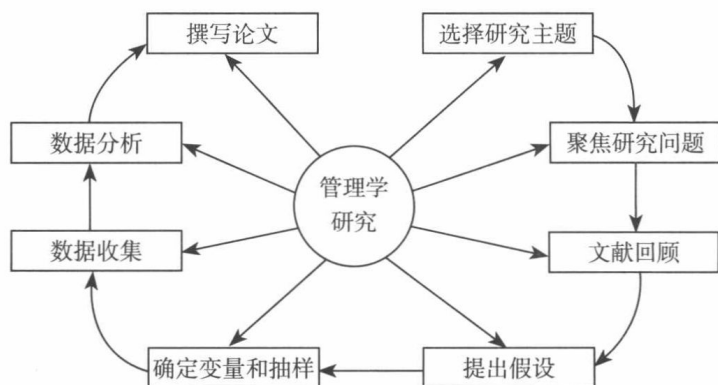 撰写论文
选择研究主题
数据分析
聚焦研究问题
管理学
研究
数据收集
文献回顾
确定变量和抽样
提出假设